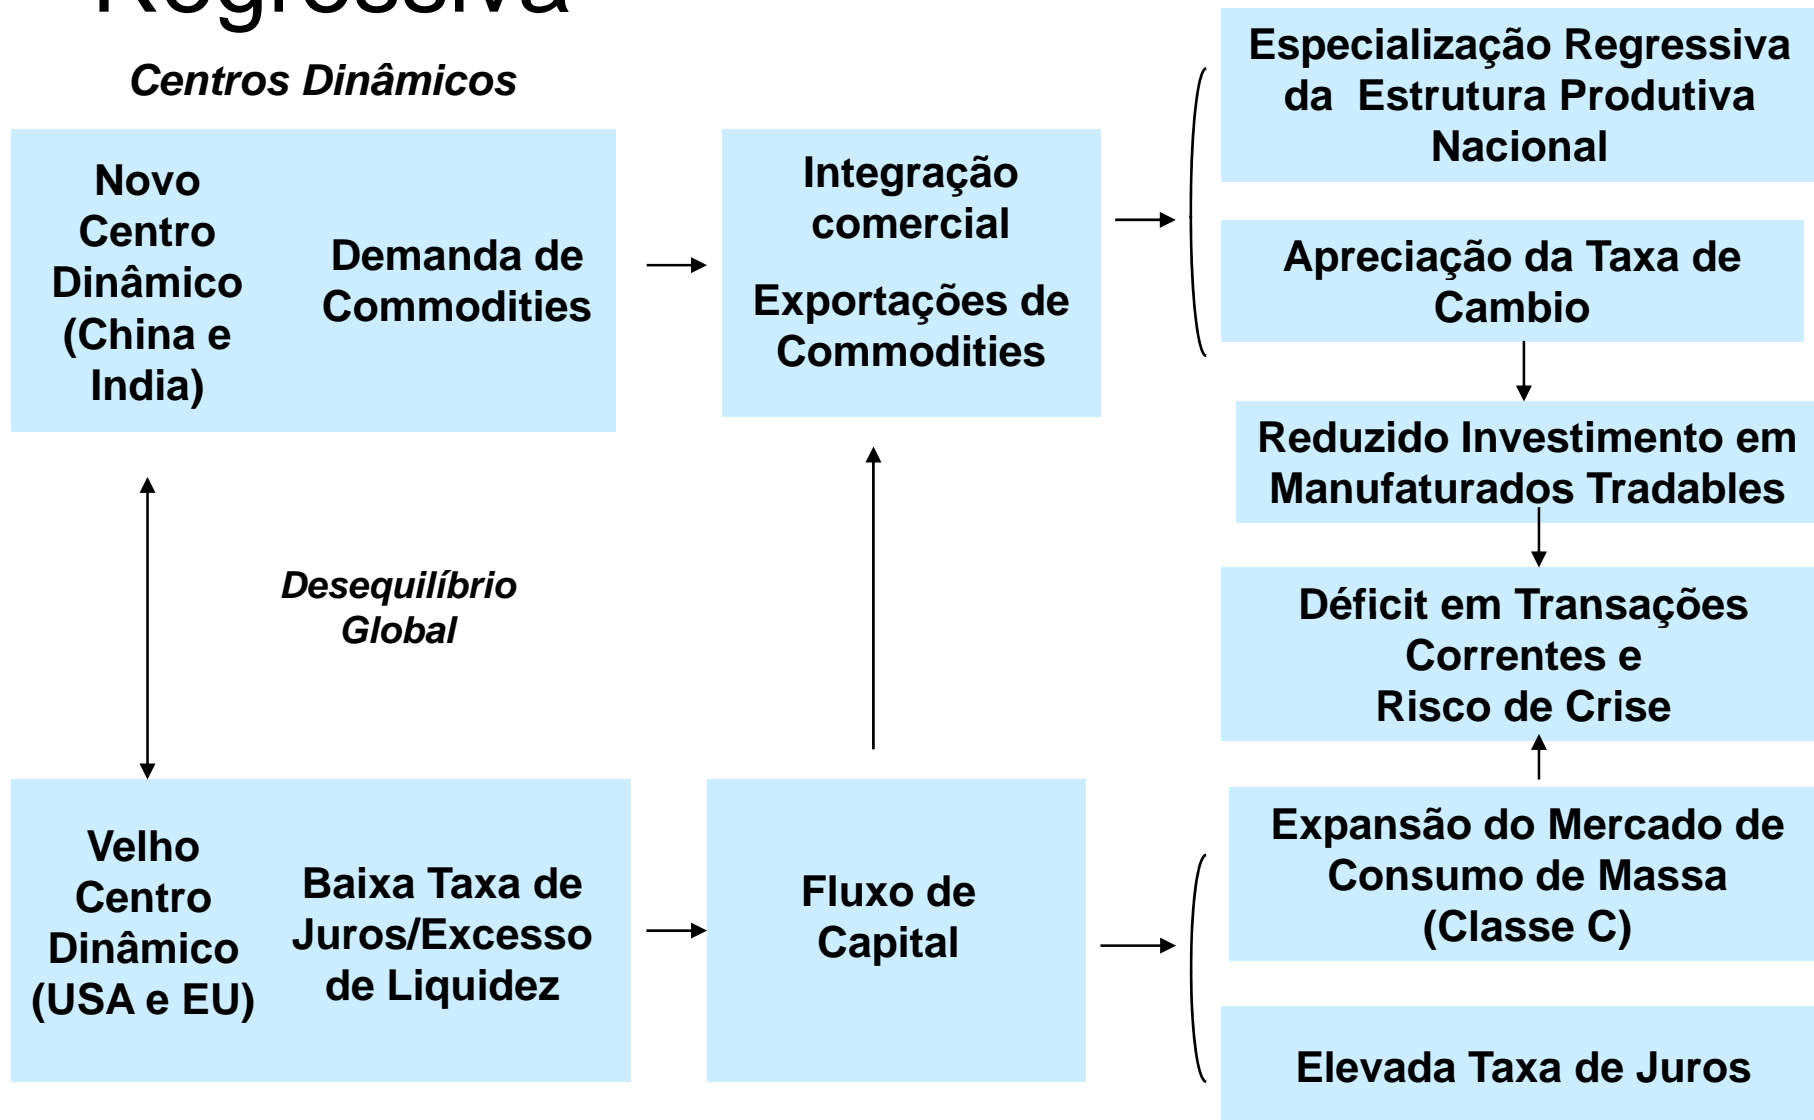 Regressiva
Centros Dinâmicos
Novo
Centro
Dinâmico
(China e
India)
Demanda de
Commodities
Integração
comercial
Exportações de
Commodities
Especialização Regressiva
da Estrutura Produtiva
Nacional
Apreciação da Taxa de
Cambio
Reduzido Investimento em
Manufaturados Tradables
Desequilíbrio
Global
Déficit em Transações
Correntes e
Risco de Crise
Velho
Centro
Dinâmico
(USA e EU)
Baixa Taxa de
Juros/Excesso
de Liquidez
Fluxo de
Capital
Expansão do Mercado de
Consumo de Massa
(Classe C)
Elevada Taxa de Juros